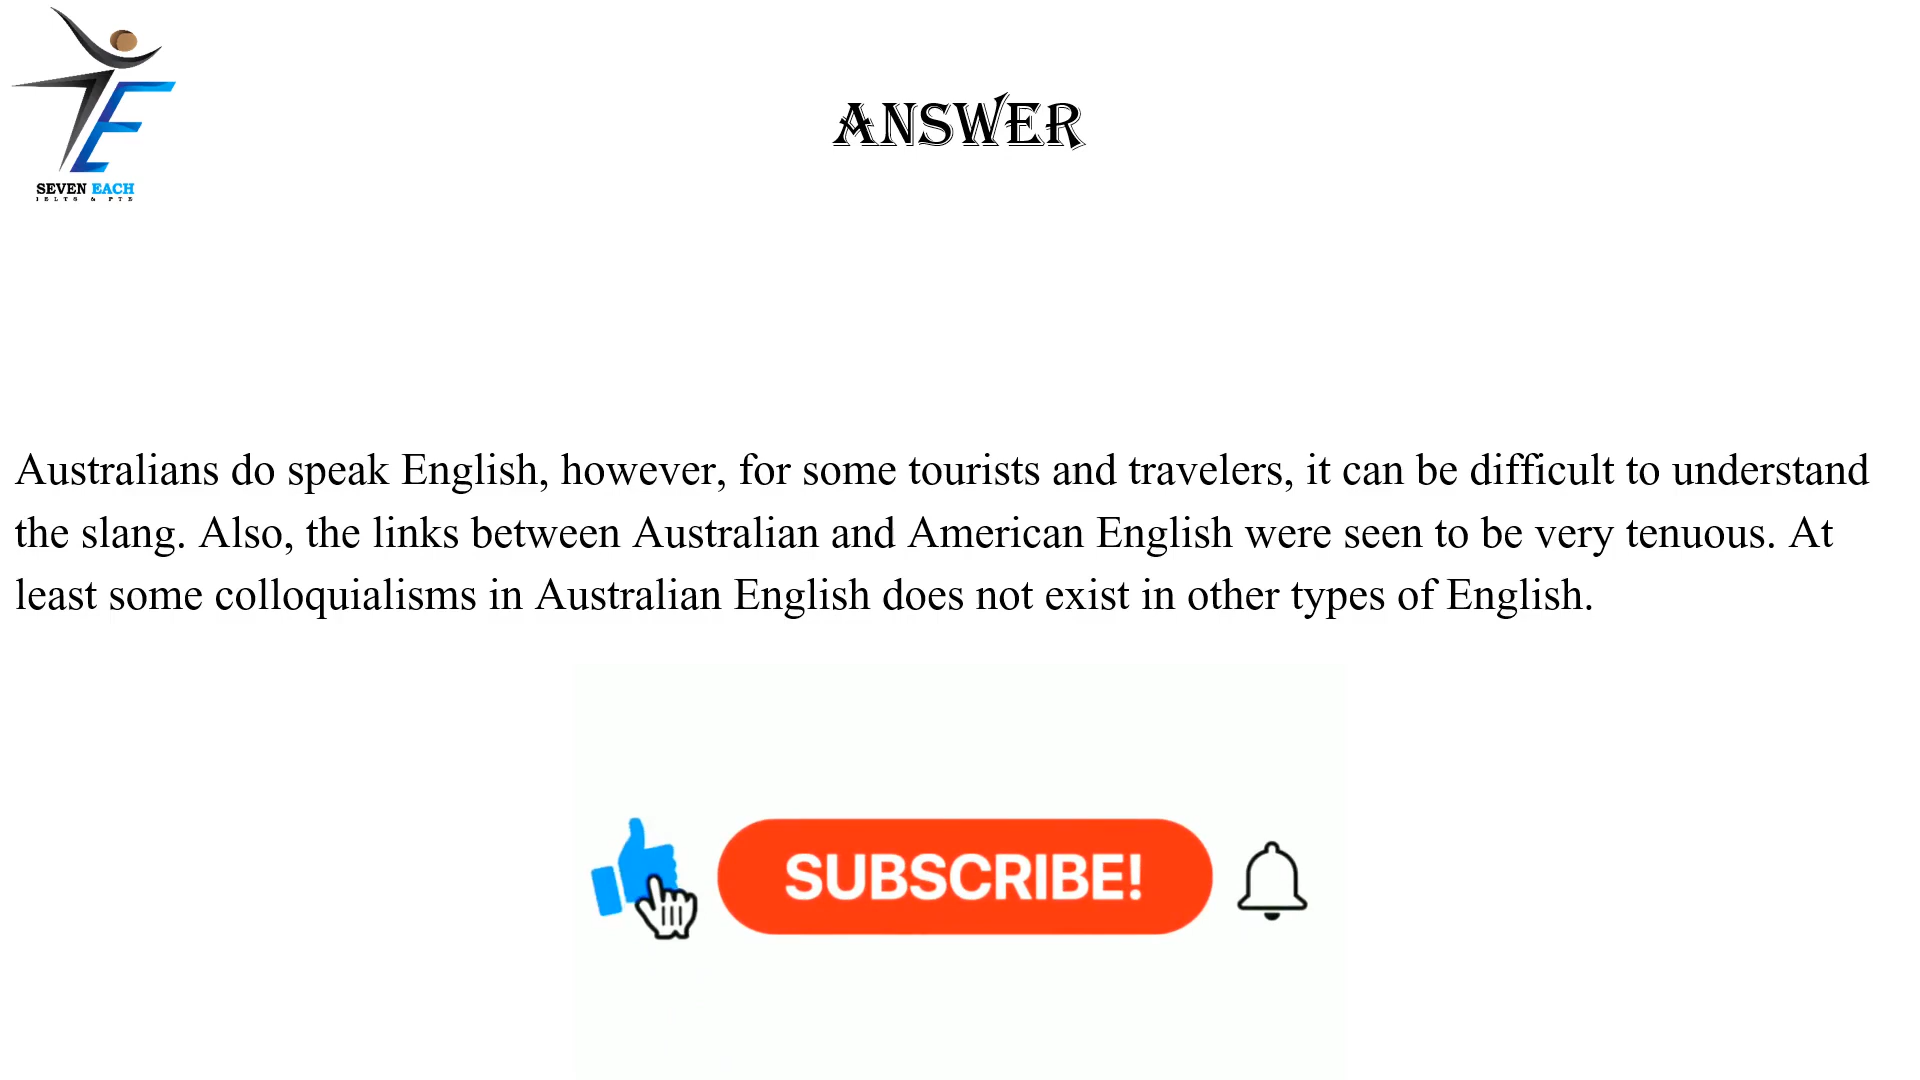 SEVEN EACH
IELTS & PTE
ANSWER
Australians do speak English, however, for some tourists and travelers, it can be difficult to understand
the slang. Also, the links between Australian and American English were seen to be very tenuous. At
least some colloquialisms in Australian English does not exist in other types of English.
SUBSCRIBE!